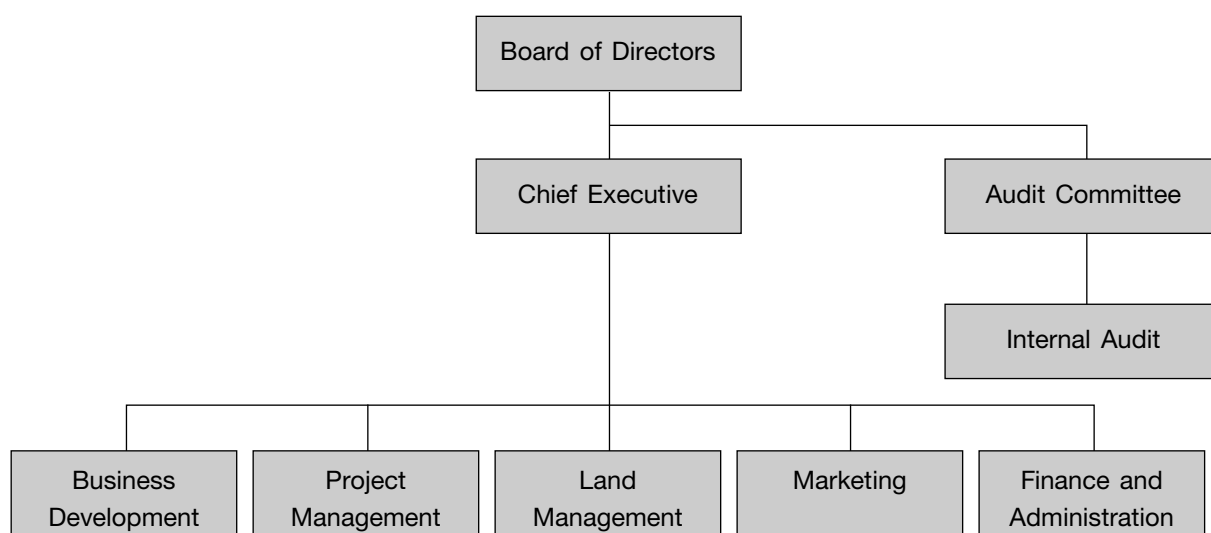 Board of Directors
Chief Executive
Audit Committee
Internal Audit
Business
Development
Project
Management
Land
Management
Marketing
Finance and
Administration